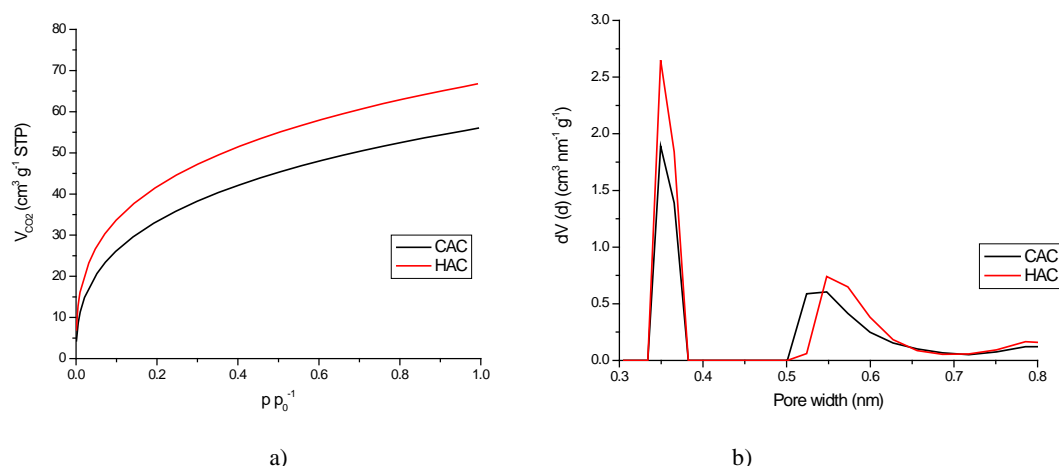 80
70
60
50
40
30
20
10
0
V_CO2 (cm³ g⁻¹ STP)
CAC
HAC
0.0 0.2 0.4 0.6 0.8 1.0
p p₀⁻¹
a)
3.0
2.5
2.0
1.5
1.0
0.5
0.0
dV (d) (cm³ nm⁻¹ g⁻¹)
CAC
HAC
0.3 0.4 0.5 0.6 0.7 0.8
Pore width (nm)
b)